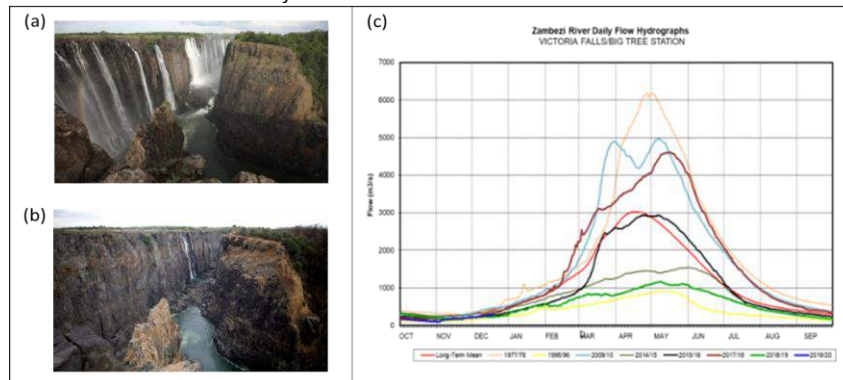 (a)
(b)
(c)
Zambezi River Daily Flow Hydrographs
VICTORIA FALLS/BIG TREE STATION
Flow (m3/s)
7000
6000
5000
4000
3000
2000
1000
0
OCT NOV DEC JAN FEB MAR APR MAY JUN JUL AUG SEP
Long-Term Mean 1977/78 1995/96 2009/10 2014/15 2015/16 2017/18 2018/19 2019/20